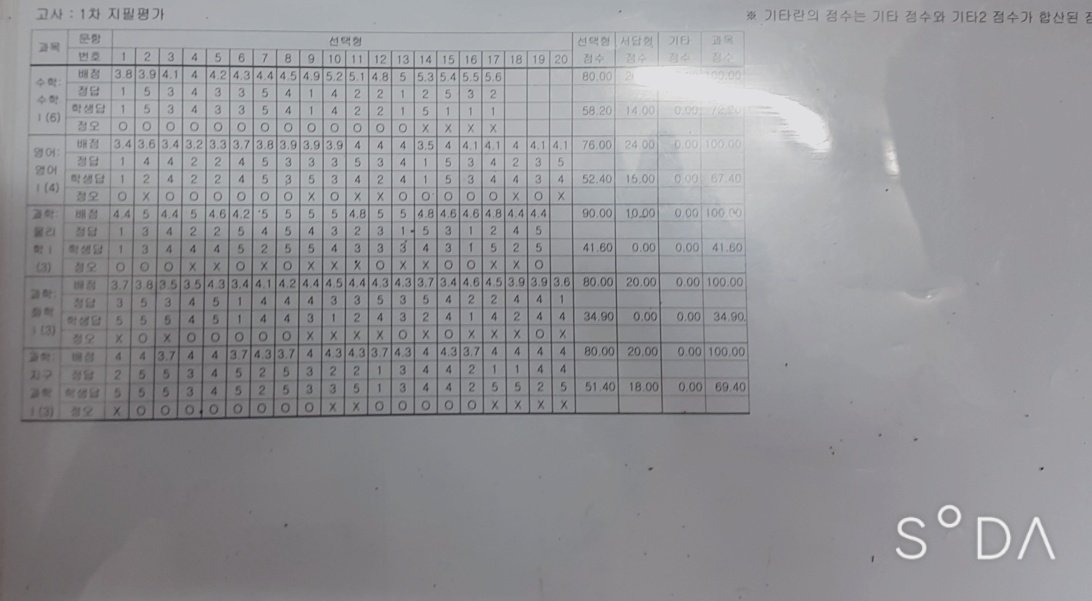 고사 : 1차 지필평가
※ 기타란의 점수는 기타 점수와 기타2 점수가 합산된
과목 문항 선택형 선택형 서답형 기타 과목
번호 1 2 3 4 5 6 7 8 9 10 11 12 13 14 15 16 17 18 19 20 점수 점수 점수 점수
수학: 배점 3.8 3.9 4.1 4 4.2 4.3 4.4 4.5 4.9 5.2 5.1 4.8 5 5.3 5.4 5.5 5.6 80.00
정답 1 5 3 4 3 3 5 4 1 4 2 2 1 2 5 3 2
수학 학생답 1 5 3 4 3 3 5 4 1 4 2 2 1 5 1 1 1 58.20 14.00 0.00
I (6) 정오 O O O O O O O O O O O O O X X X X
영어: 배점 3.4 3.6 3.4 3.2 3.3 3.7 3.8 3.9 3.9 3.9 4 4 4 3.5 4 4.1 4.1 4 4.1 4.1 76.00 24.00 0.00 100.00
정답 1 4 4 2 2 4 5 3 3 3 5 3 4 1 5 3 4 2 3 5
영어 학생답 1 2 4 2 2 4 5 3 5 3 4 2 4 1 5 3 4 4 3 4 52.40 15.00 0.00 67.40
I (4) 정오 O X O O O O O O X O X X O O O O O X O X
과학: 배점 4.4 5 4.4 5 4.6 4.2 5 5 5 5 4.8 5 5 4.8 4.6 4.6 4.8 4.4 4.4 90.00 10.00 0.00 100.00
물리 정답 1 3 4 2 2 5 4 5 4 3 2 3 1 5 3 1 2 4 5
학 I 학생답 1 3 4 4 4 5 2 5 5 4 3 3 3 4 3 1 5 2 5 41.60 0.00 0.00 41.60
(3) 정오 O O O X X O X O X X X O X X O O X X O
과학: 배점 3.7 3.8 3.5 3.5 4.3 3.4 4.1 4.2 4.4 4.5 4.4 4.3 4.3 3.7 3.4 4.6 4.5 3.9 3.9 3.6 80.00 20.00 0.00 100.00
화학 정답 3 5 3 4 5 1 4 4 4 3 3 5 3 5 4 2 2 4 4 1
I (3) 학생답 5 5 5 4 5 1 4 4 3 1 2 4 3 2 4 1 4 2 4 4 34.90 0.00 0.00 34.90
정오 X O X O O O O O X X X X O X O X X X O X
과학: 배점 4 4 3.7 4 4 3.7 4.3 3.7 4 4.3 4.3 3.7 4.3 4 4.3 3.7 4 4 4 4 80.00 20.00 0.00 100.00
지구 정답 2 5 5 3 4 5 2 5 3 2 2 1 3 4 4 2 1 1 4 4
과학 학생답 5 5 5 3 4 5 2 5 3 3 5 1 3 4 4 2 5 5 2 5 51.40 18.00 0.00 69.40
I (3) 정오 X O O O O O O O O X X O O O O O X X X X
SODA